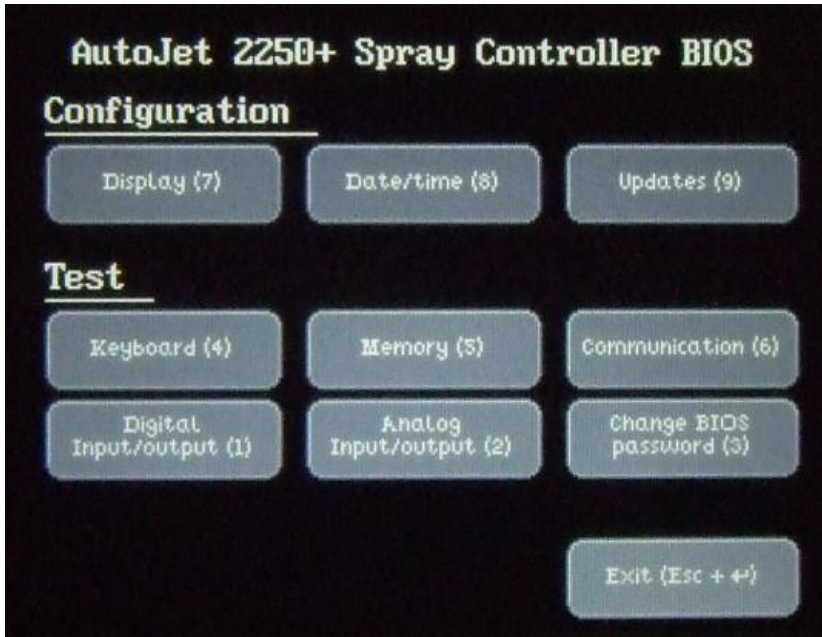 AutoJet 2250+ Spray Controller BIOS
Configuration
Display (7)
Date/time (8)
Updates (9)
Test
Keyboard (4)
Memory (5)
Communication (6)
Digital
Input/output (1)
Analog
Input/output (2)
Change BIOS
password (3)
Exit (Esc + ↵)